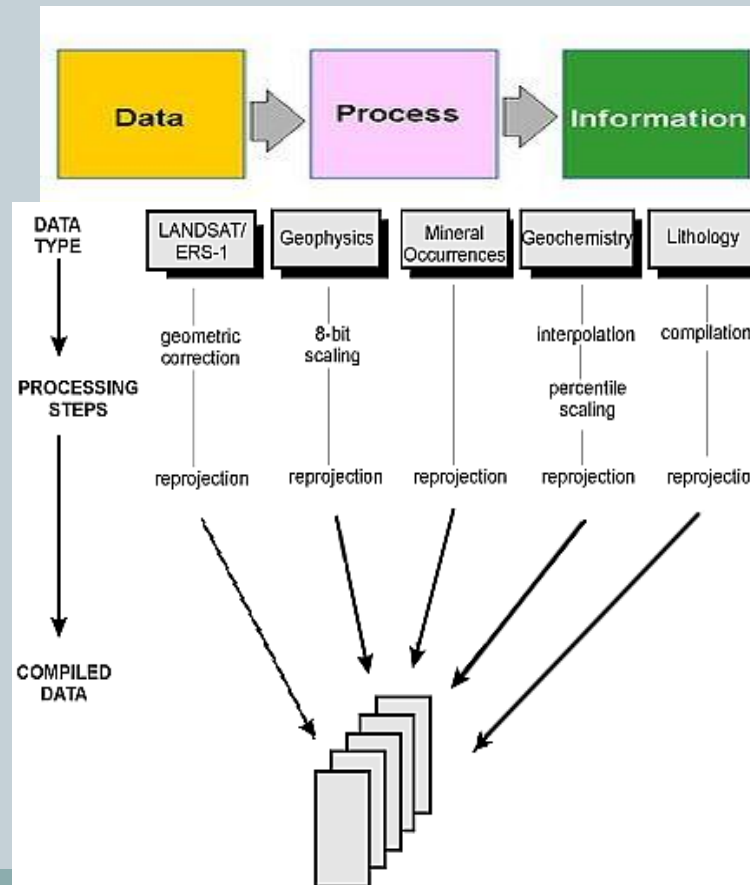 Data
Process
Information
DATA
TYPE
LANDSAT/
ERS-1
Geophysics
Mineral
Occurrences
Geochemistry
Lithology
geometric
correction
8-bit
scaling
interpolation
compilation
PROCESSING
STEPS
percentile
scaling
reprojection
reprojection
reprojection
reprojection
reprojectio
COMPILED
DATA